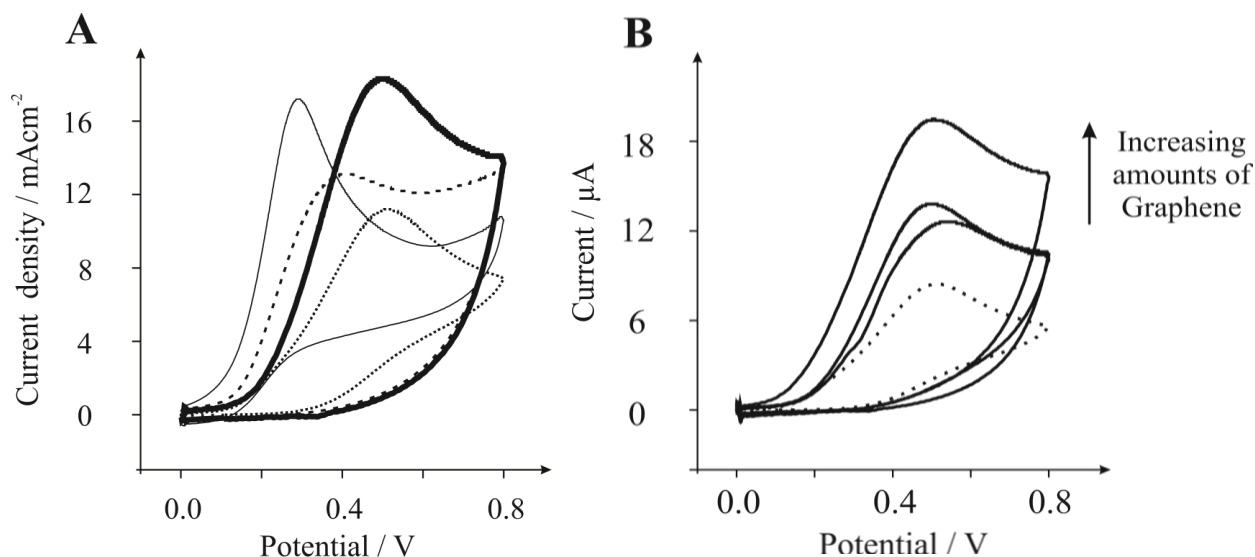 A
Current density / mAcm⁻²
16
12
8
4
0
0.0 0.4 0.8
Potential / V
B
Current / µA
18
12
6
0
0.0 0.4 0.8
Potential / V
Increasing
amounts of
Graphene